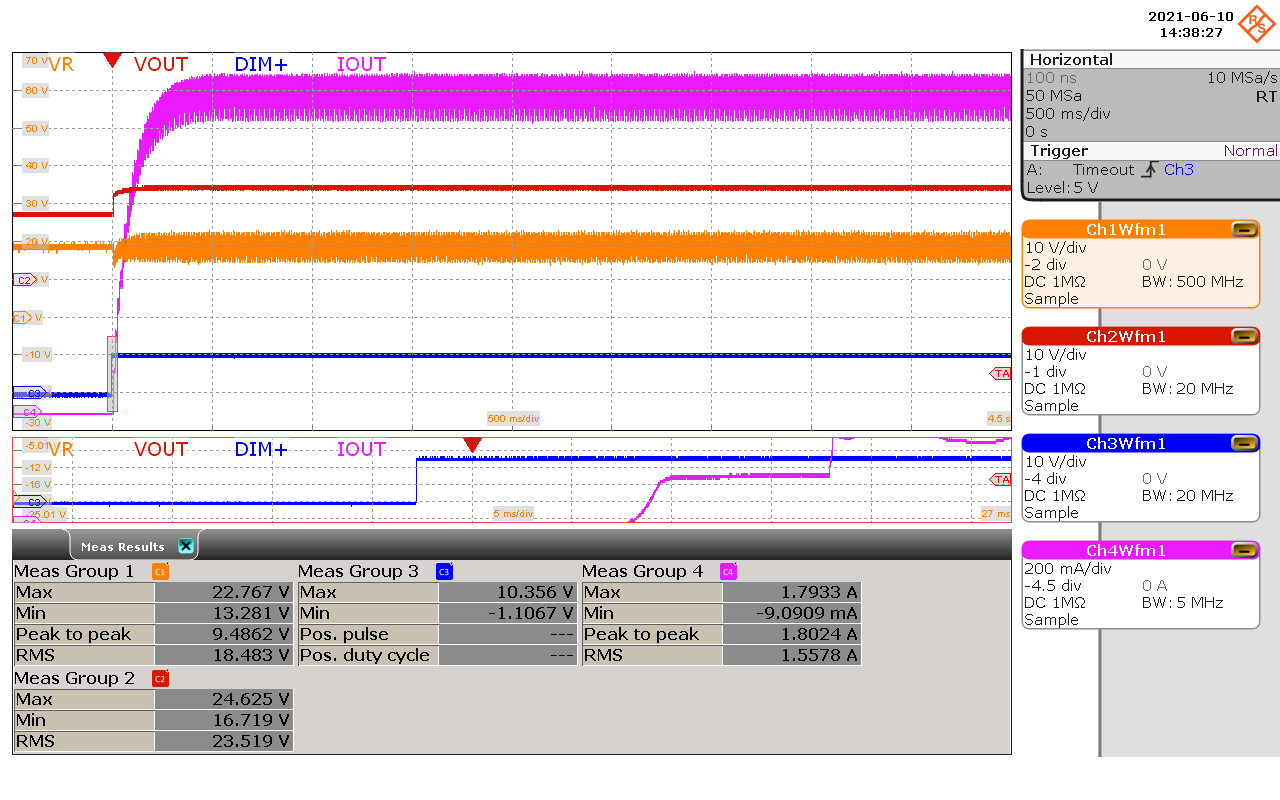 2021-06-10
14:38:27
R S
VR VOUT DIM+ IOUT
70 V
60 V
50 V
40 V
30 V
20 V
C2 V
C1 V
-10 V
C3
C4
-30 V
TA
500 ms/div 4.5 s
VR VOUT DIM+ IOUT
-5.01
-12 V
-16 V
C3
-25.01 V
TA
5 ms/div 27 ms
Horizontal
100 ns 10 MSa/s
50 MSa RT
500 ms/div
0 s
Trigger Normal
A: Timeout Ch3
Level: 5 V
Ch1Wfm1
10 V/div
-2 div 0 V
DC 1MΩ BW: 500 MHz
Sample
Ch2Wfm1
10 V/div
-1 div 0 V
DC 1MΩ BW: 20 MHz
Sample
Ch3Wfm1
10 V/div
-4 div 0 V
DC 1MΩ BW: 20 MHz
Sample
Ch4Wfm1
200 mA/div
-4.5 div 0 A
DC 1MΩ BW: 5 MHz
Sample
Meas Results
Meas Group 1 C1
Max 22.767 V
Min 13.281 V
Peak to peak 9.4862 V
RMS 18.483 V
Meas Group 3 C3
Max 10.356 V
Min -1.1067 V
Pos. pulse ---
Pos. duty cycle ---
Meas Group 4 C4
Max 1.7933 A
Min -9.0909 mA
Peak to peak 1.8024 A
RMS 1.5578 A
Meas Group 2 C2
Max 24.625 V
Min 16.719 V
RMS 23.519 V